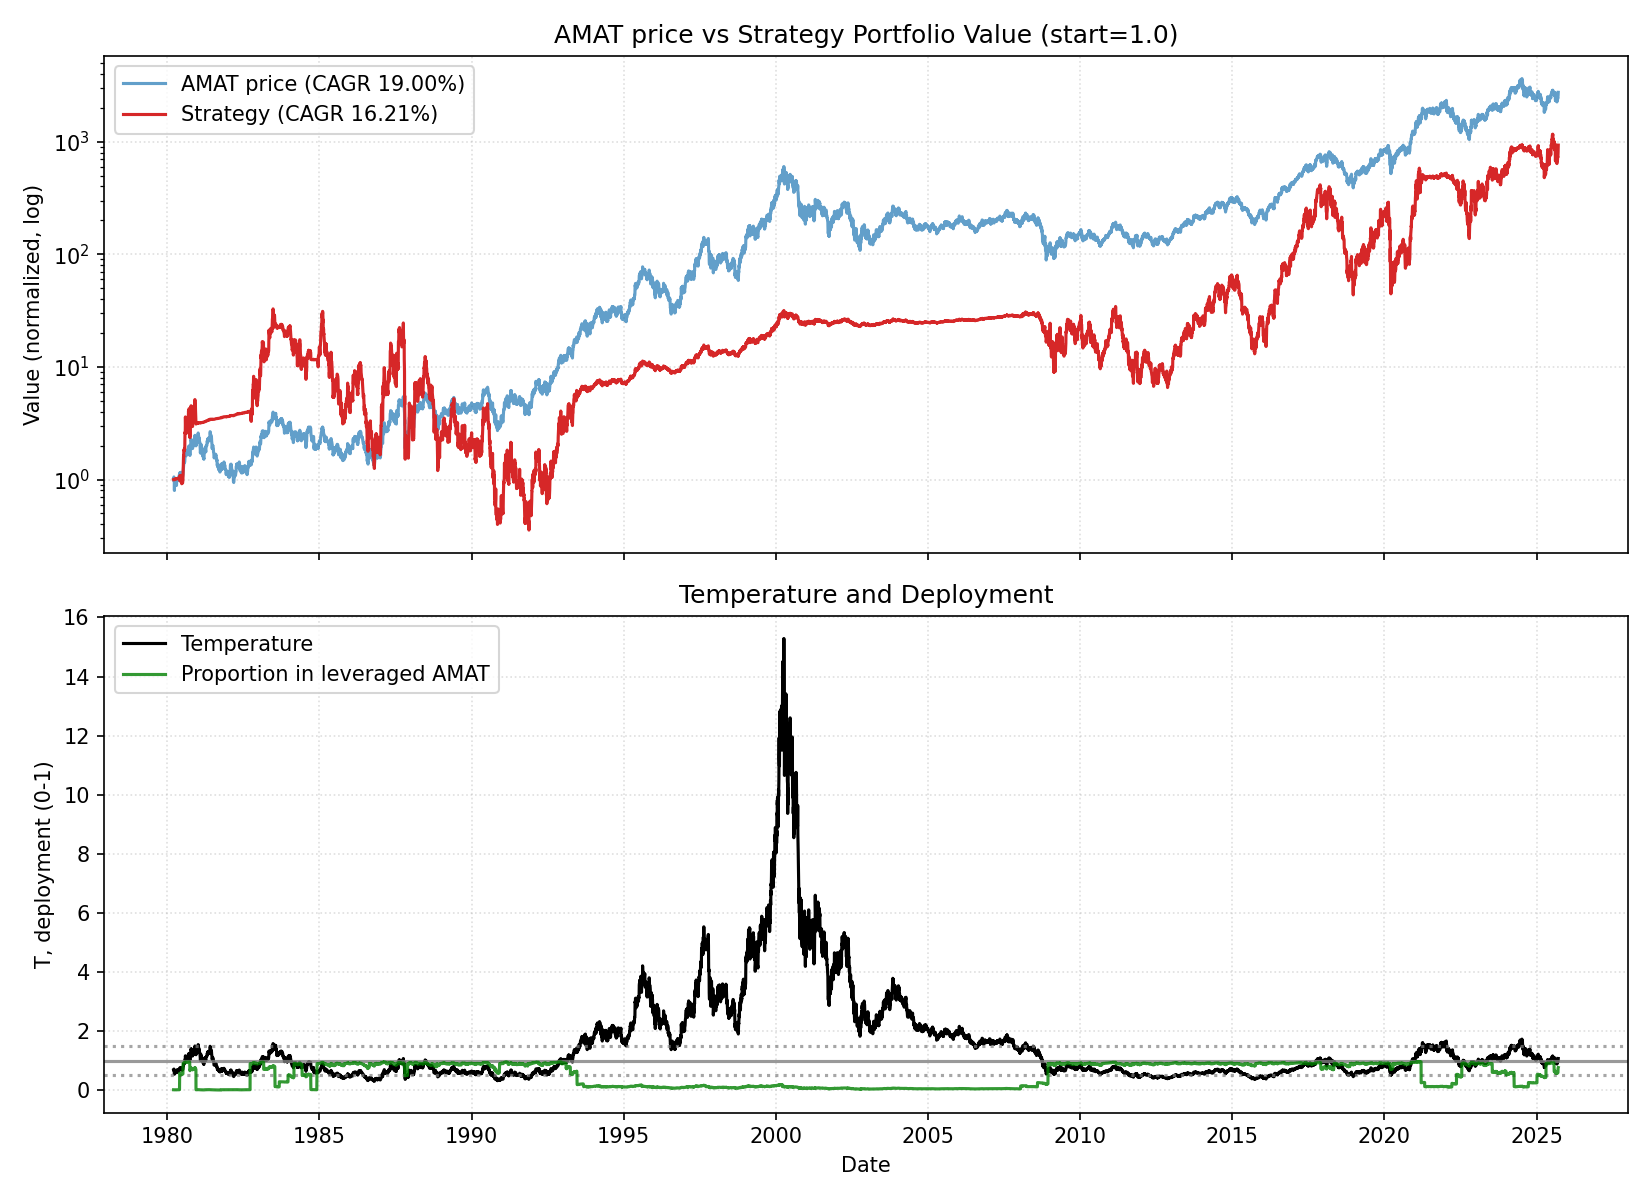 AMAT price vs Strategy Portfolio Value (start=1.0)
AMAT price (CAGR 19.00%)
Strategy (CAGR 16.21%)
Value (normalized, log)
10³
10²
10¹
10⁰
Temperature and Deployment
Temperature
Proportion in leveraged AMAT
T, deployment (0-1)
16
14
12
10
8
6
4
2
0
1980 1985 1990 1995 2000 2005 2010 2015 2020 2025
Date